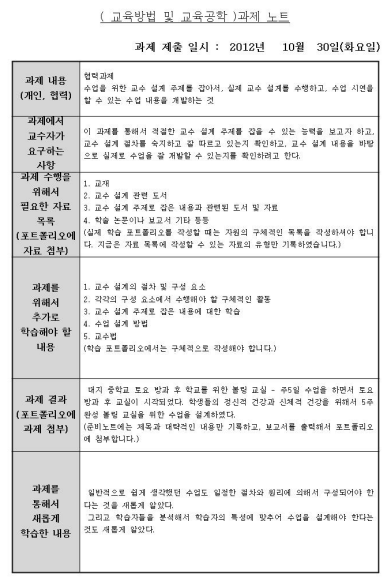 ( 교육방법 및 교육공학 )과제 노트
과제 제출 일시 : 2012년 10월 30일(화요일)
과제 내용
(개인, 협력)
협력과제
수업을 위한 교수 설계 주제를 잡아서, 실제 교수 설계를 수행하고, 수업 시연을
할 수 있는 수업 내용을 개발하는 것
과제에서
교수자가
요구하는
사항
이 과제를 통해서 적절한 교수 설계 주제를 잡을 수 있는 능력을 보고자 하고,
교수 설계 절차를 숙지하고 잘 따르고 있는지 확인하고, 교수 설계 내용을 바탕
으로 실제로 수업을 잘 개발할 수 있는지를 확인하려고 한다.
과제 수행을
위해서
필요한 자료
목록
(포트폴리오에
자료 첨부)
1. 교재
2. 교수 설계 관련 도서
3. 교수 설계 주제로 잡은 내용과 관련된 도서 및 자료
4. 학술 논문이나 보고서 기타 등등
(실제 학습 포트폴리오를 작성할 때는 자원의 구체적인 목록을 작성하셔야 합니
다. 지금은 자료 목록에 작성할 수 있는 자료의 유형만 기록하였습니다.)
과제를
위해서
추가로
학습해야 할
내용
1. 교수 설계의 절차 및 구성 요소
2. 각각의 구성 요소에서 수행해야 할 구체적인 활동
3. 교수 설계 주제로 잡은 내용에 대한 학습
4. 수업 설계 방법
5. 교수법
(학습 포트폴리오에서는 구체적으로 작성해야 합니다.)
과제 결과
(포트폴리오에
과제 첨부)
대지 중학교 토요 방과 후 학교를 위한 볼링 교실 - 주5일 수업을 하면서 토요
방과 후 교실이 시작되었다. 학생들의 정신적 건강과 신체적 건강을 위해서 5주
완성 볼링 교실을 위한 수업을 설계하였다.
(준비노트에는 제목과 대략적인 내용만 기록하고, 보고서를 출력해서 포트폴리오
에 첨부합니다.)
과제를
통해서
새롭게
학습한 내용
일반적으로 쉽게 생각했던 수업도 일정한 절차와 원리에 의해서 구성되어야 한
다는 것을 새롭게 알았다.
그리고 학습자들을 분석해서 학습자의 특성에 맞추어 수업을 설계해야 한다는
것도 새롭게 알았다.